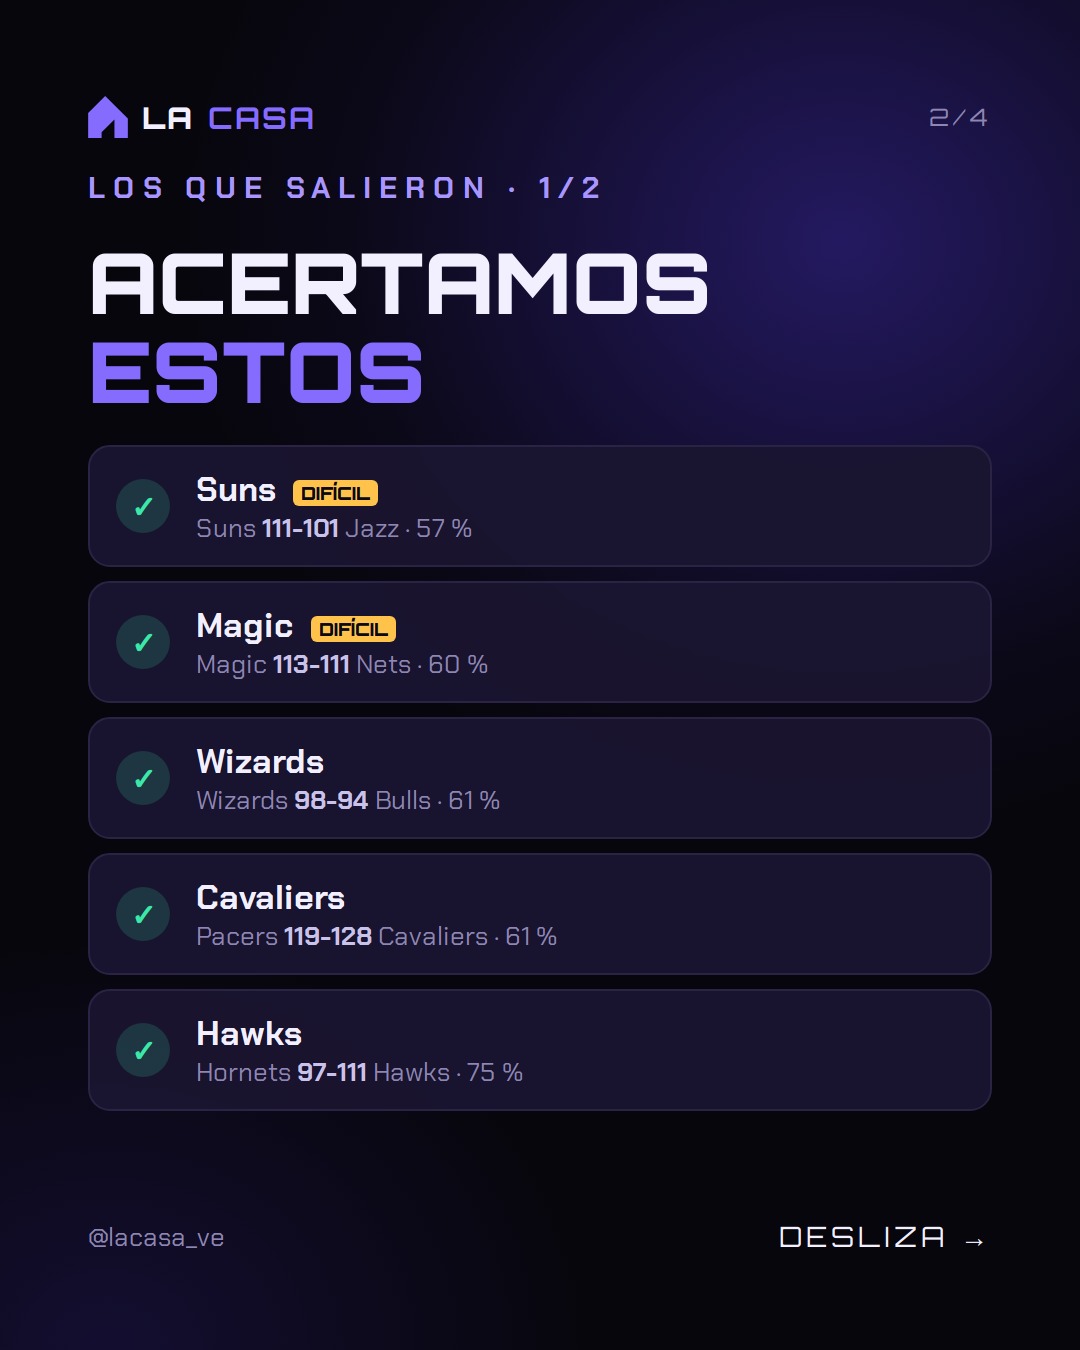 LA CASA
2/4
LOS QUE SALIERON · 1/2
ACERTAMOS
ESTOS
✓
Suns DIFÍCIL
Suns 111-101 Jazz · 57 %
✓
Magic DIFÍCIL
Magic 113-111 Nets · 60 %
✓
Wizards
Wizards 98-94 Bulls · 61 %
✓
Cavaliers
Pacers 119-128 Cavaliers · 61 %
✓
Hawks
Hornets 97-111 Hawks · 75 %
@lacasa_ve
DESLIZA →